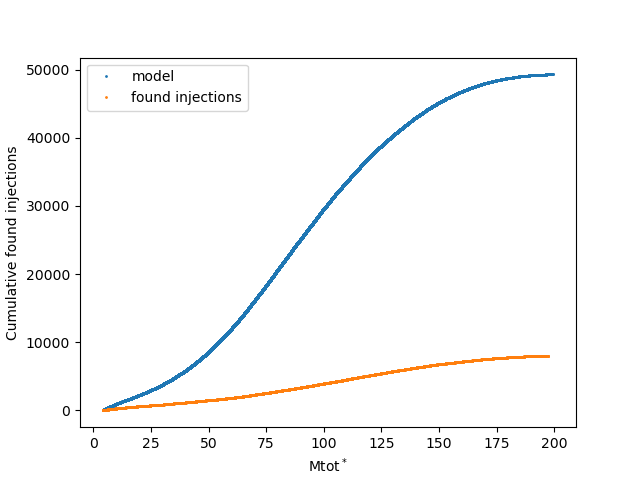 model
found injections
50000
40000
30000
20000
10000
0
Cumulative found injections
0 25 50 75 100 125 150 175 200
Mtot*